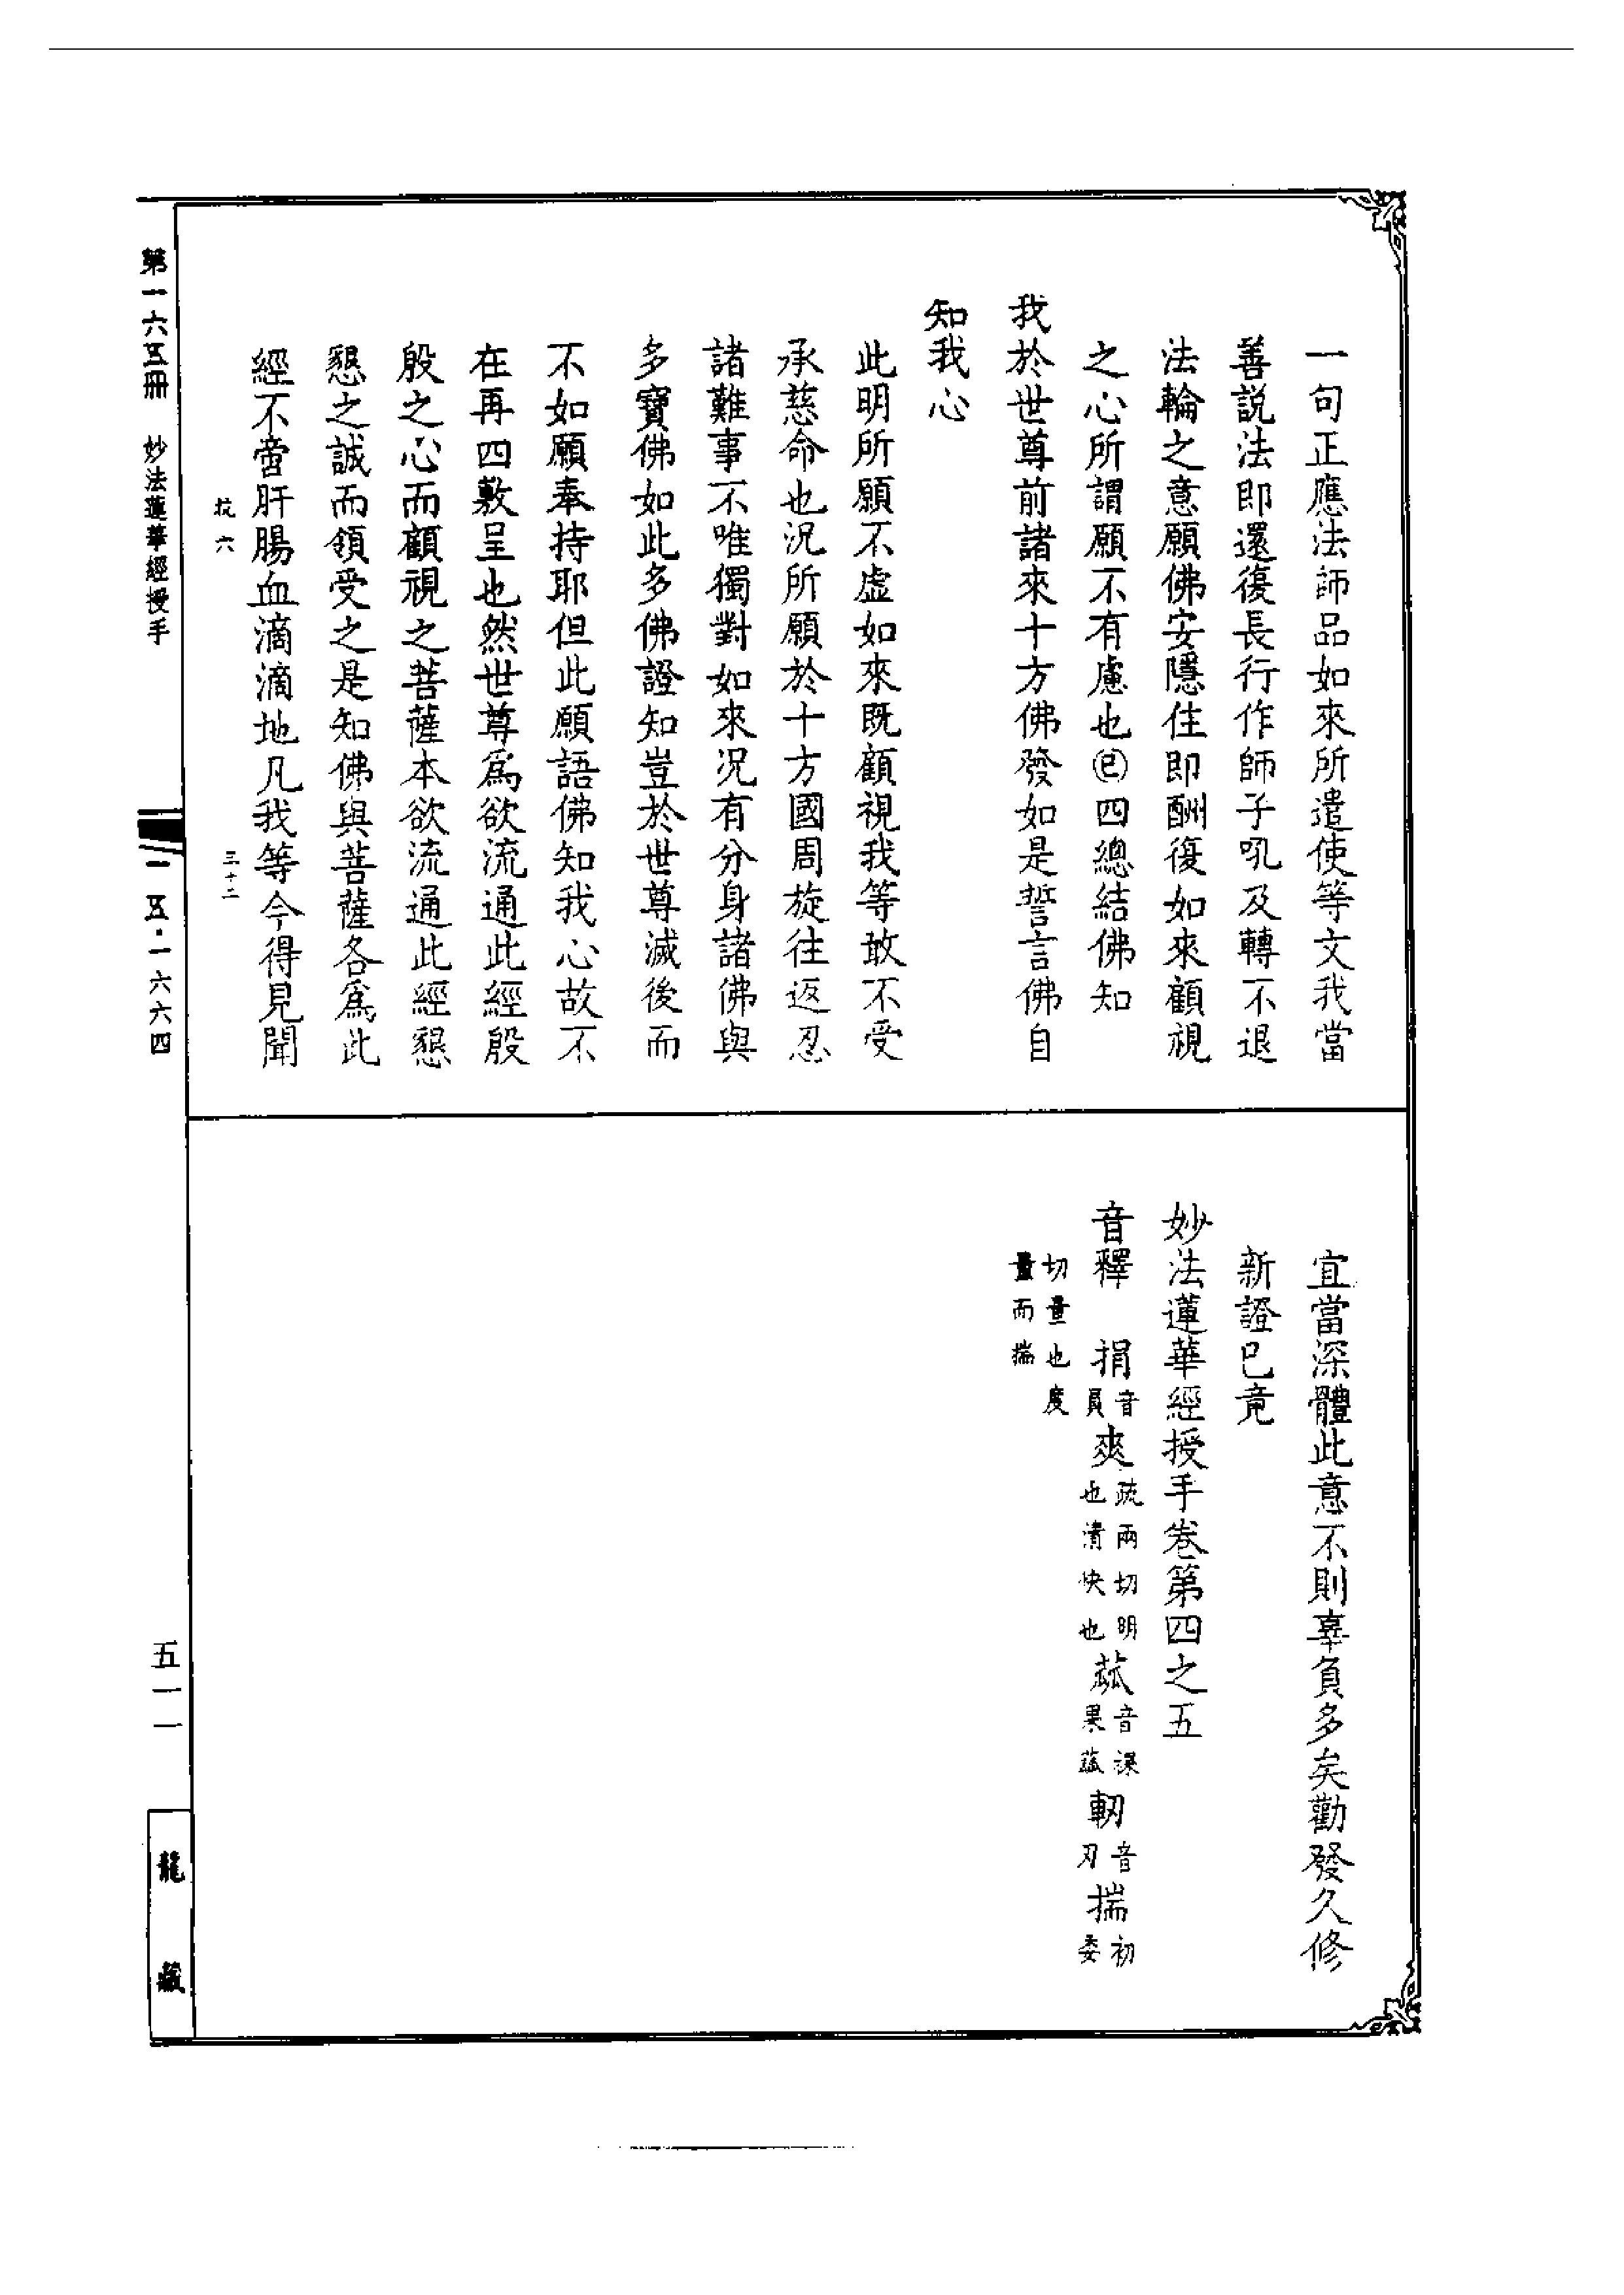 一句正應法師品如來所遣使等文我當
善説法即還復長行作師子吼及轉不退
法輪之意願佛安隱住即酬復如來顧視
之心所謂願不有慮也㊁四總結佛知
我於世尊前諸來十方佛發如是誓言佛自
知我心
此明所願不虛如來既顧視我等敢不受
承慈命也況所願於十方國周旋往返忍
諸難事不唯獨對如來况有分身諸佛與
多寶佛如此多佛證知豈於世尊滅後而
不如願奉持耶但此願語佛知我心故不
在再四敷呈也然世尊爲欲流通此經殷
殷之心而顧視之菩薩本欲流通此經懇
懇之誠而領受之是知佛與菩薩各爲此
經不啻肝腸血滴滴地凡我等今得見聞
宜當深體此意不則辜負多矣勸發久修
新證已竟
妙法蓮華經授手卷第四之五
音釋 捐音員爽疏兩切明也清快也蓏音裸果蓏軔音刃揣初委
切量也度量而揣
第一六五冊 妙法蓮華經授手
杭六 三十二
一五·一六六四
五一一
龍藏